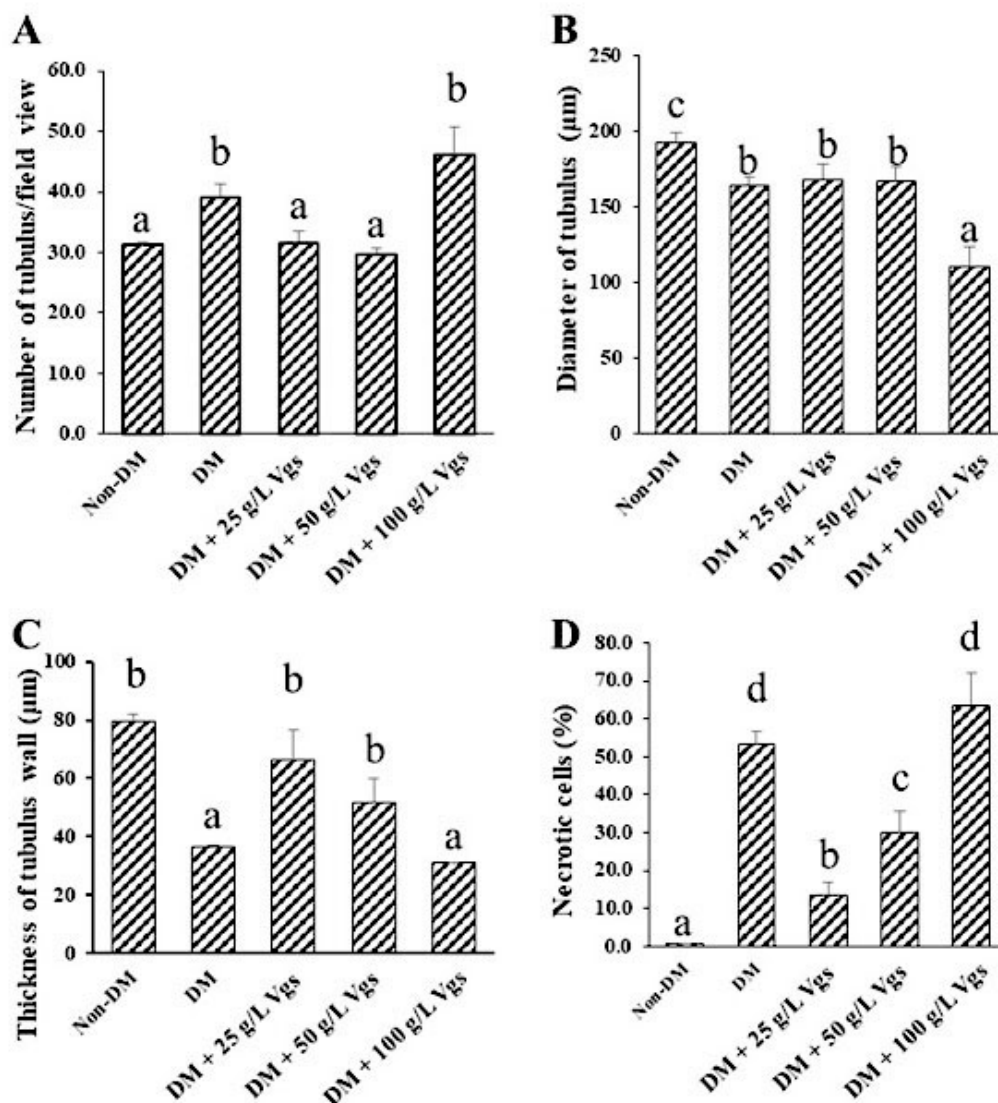 A
Number of tubulus/field view
60.0
50.0
40.0
30.0
20.0
10.0
0.0
a
b
a
a
b
Non-DM
DM
DM + 25 g/L Vgs
DM + 50 g/L Vgs
DM + 100 g/L Vgs
B
Diameter of tubulus (µm)
250
200
150
100
50
0
c
b
b
b
a
Non-DM
DM
DM + 25 g/L Vgs
DM + 50 g/L Vgs
DM + 100 g/L Vgs
C
Thickness of tubulus wall (µm)
100
80
60
40
20
0
b
a
b
b
a
Non-DM
DM
DM + 25 g/L Vgs
DM + 50 g/L Vgs
DM + 100 g/L Vgs
D
Necrotic cells (%)
80.0
70.0
60.0
50.0
40.0
30.0
20.0
10.0
0.0
a
d
b
c
d
Non-DM
DM
DM + 25 g/L Vgs
DM + 50 g/L Vgs
DM + 100 g/L Vgs